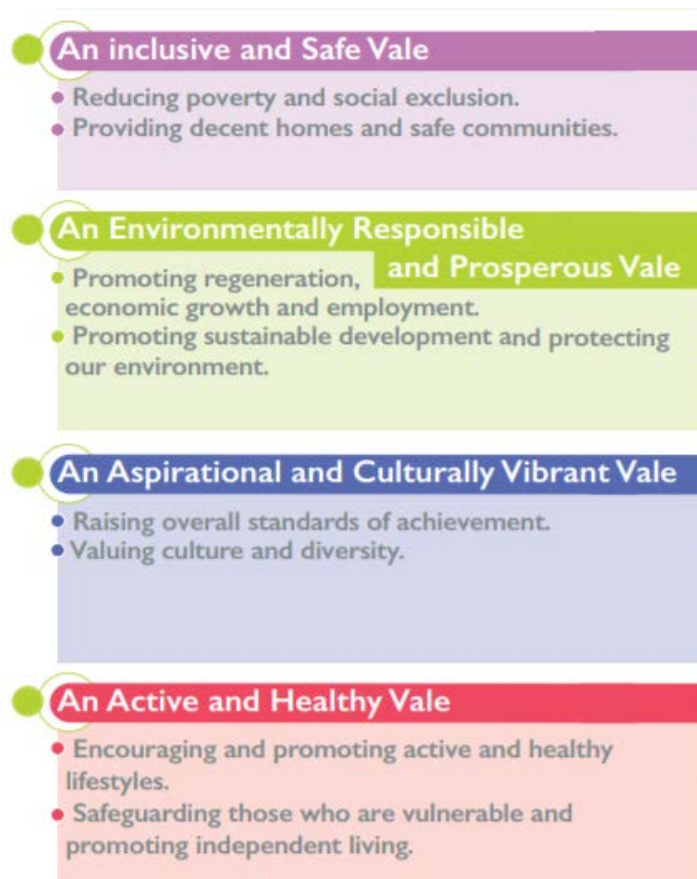 An inclusive and Safe Vale
• Reducing poverty and social exclusion.
• Providing decent homes and safe communities.
An Environmentally Responsible
and Prosperous Vale
• Promoting regeneration,
economic growth and employment.
• Promoting sustainable development and protecting
our environment.
An Aspirational and Culturally Vibrant Vale
• Raising overall standards of achievement.
• Valuing culture and diversity.
An Active and Healthy Vale
• Encouraging and promoting active and healthy
lifestyles.
• Safeguarding those who are vulnerable and
promoting independent living.